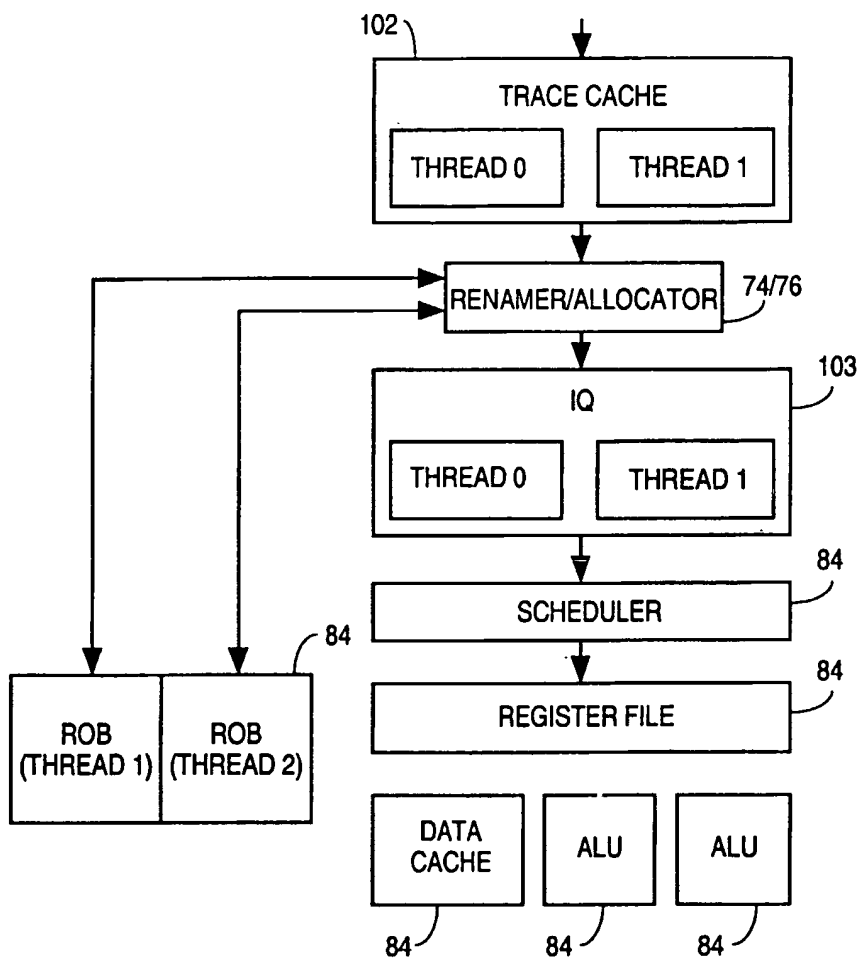 102
TRACE CACHE
THREAD 0
THREAD 1
RENAMER/ALLOCATOR
74/76
103
IQ
THREAD 0
THREAD 1
84
SCHEDULER
84
REGISTER FILE
84
ROB
(THREAD 1)
ROB
(THREAD 2)
DATA
CACHE
ALU
ALU
84
84
84